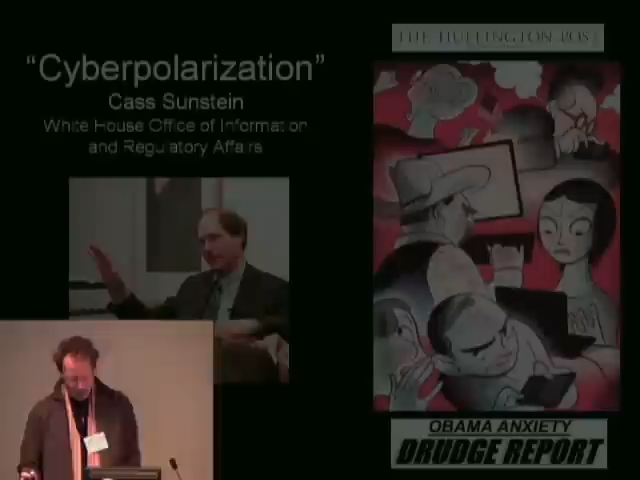 "Cyberpolarization"
Cass Sunstein
White House Office of Information
and Regulatory Affairs
THE HUFFINGTON POST
OBAMA ANXIETY
DRUDGE REPORT